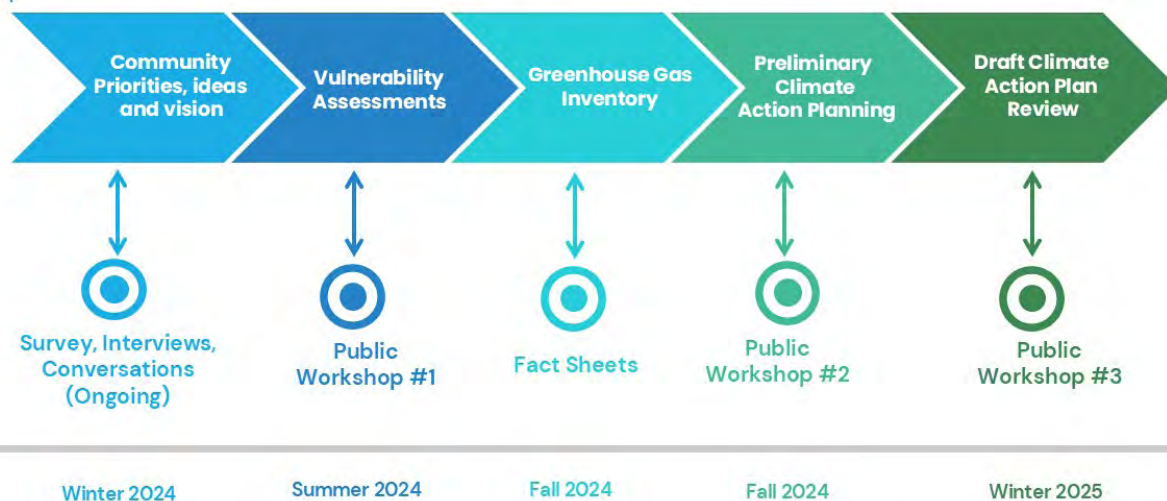 Community
Priorities, ideas
and vision
Vulnerability
Assessments
Greenhouse Gas
Inventory
Preliminary
Climate
Action Planning
Draft Climate
Action Plan
Review
Survey, Interviews,
Conversations
(Ongoing)
Public
Workshop #1
Fact Sheets
Public
Workshop #2
Public
Workshop #3
Winter 2024
Summer 2024
Fall 2024
Fall 2024
Winter 2025